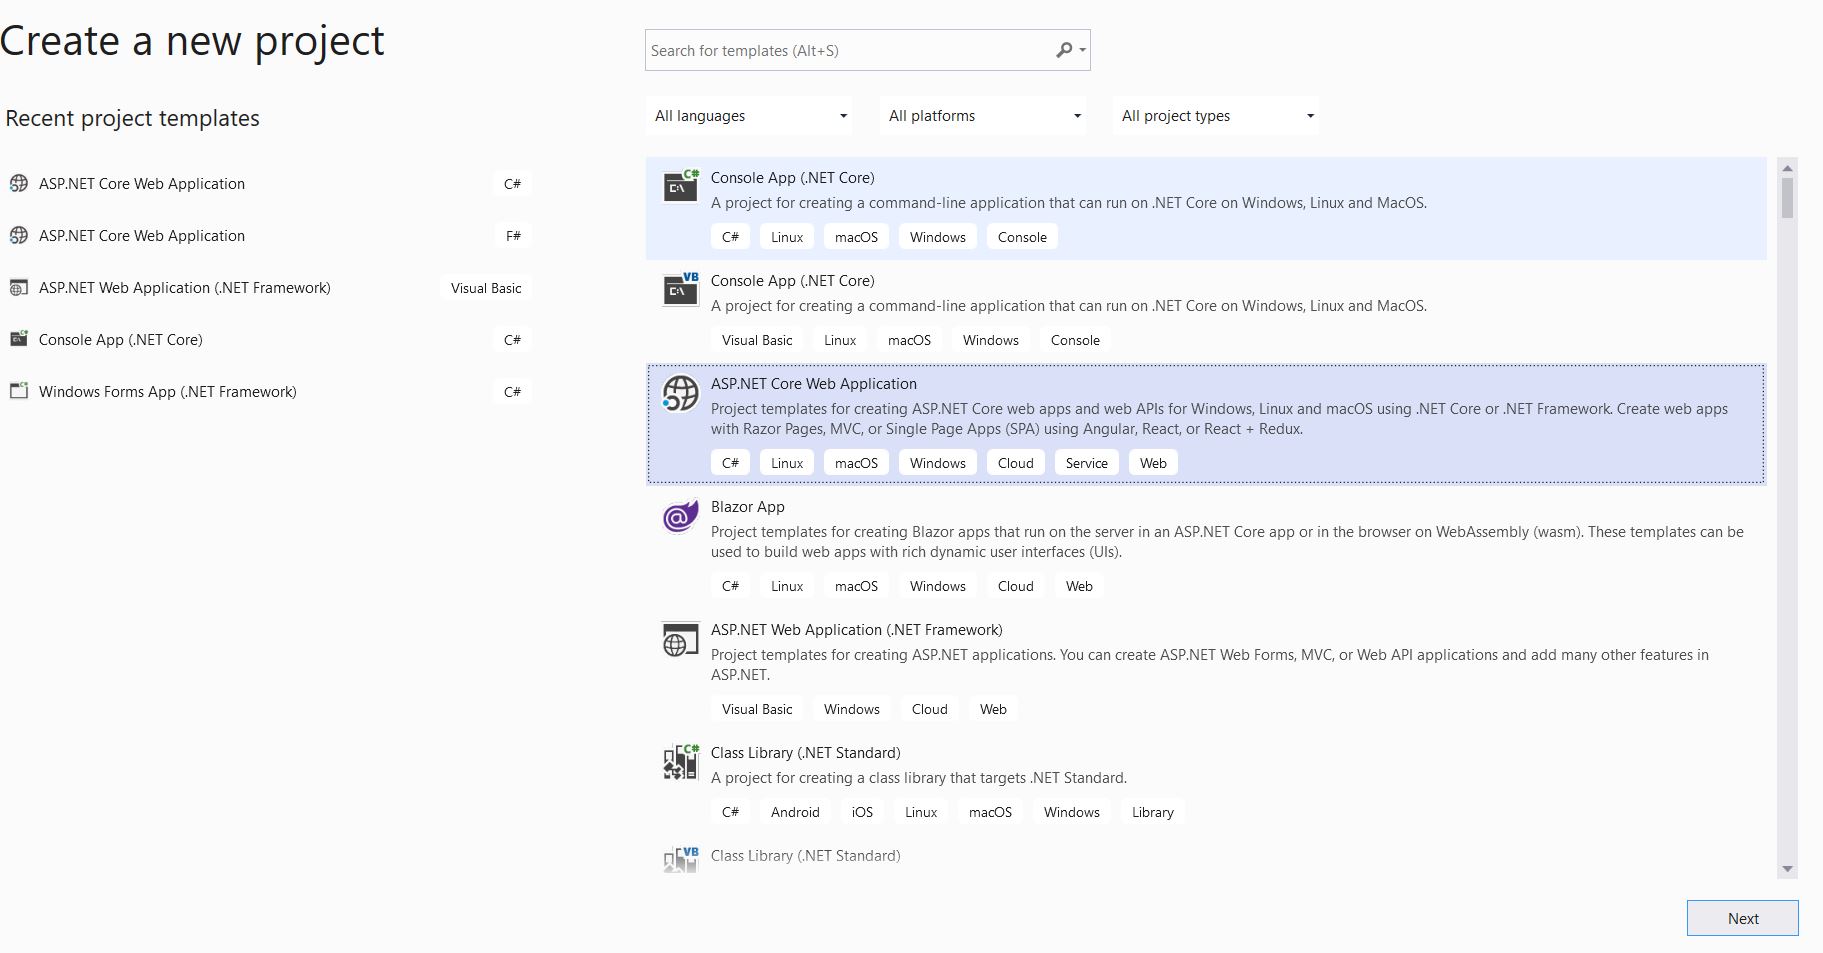 Create a new project
Search for templates (Alt+S)
Recent project templates
All languages
All platforms
All project types
ASP.NET Core Web Application
C#
ASP.NET Core Web Application
F#
ASP.NET Web Application (.NET Framework)
Visual Basic
Console App (.NET Core)
C#
Windows Forms App (.NET Framework)
C#
C#
C:\
Console App (.NET Core)
A project for creating a command-line application that can run on .NET Core on Windows, Linux and MacOS.
C# Linux macOS Windows Console
VB
C:\
Console App (.NET Core)
A project for creating a command-line application that can run on .NET Core on Windows, Linux and MacOS.
Visual Basic Linux macOS Windows Console
ASP.NET Core Web Application
Project templates for creating ASP.NET Core web apps and web APIs for Windows, Linux and macOS using .NET Core or .NET Framework. Create web apps
with Razor Pages, MVC, or Single Page Apps (SPA) using Angular, React, or React + Redux.
C# Linux macOS Windows Cloud Service Web
@
Blazor App
Project templates for creating Blazor apps that run on the server in an ASP.NET Core app or in the browser on WebAssembly (wasm). These templates can be
used to build web apps with rich dynamic user interfaces (UIs).
C# Linux macOS Windows Cloud Web
ASP.NET Web Application (.NET Framework)
Project templates for creating ASP.NET applications. You can create ASP.NET Web Forms, MVC, or Web API applications and add many other features in
ASP.NET.
Visual Basic Windows Cloud Web
C#
Class Library (.NET Standard)
A project for creating a class library that targets .NET Standard.
C# Android iOS Linux macOS Windows Library
VB
Class Library (.NET Standard)
Next